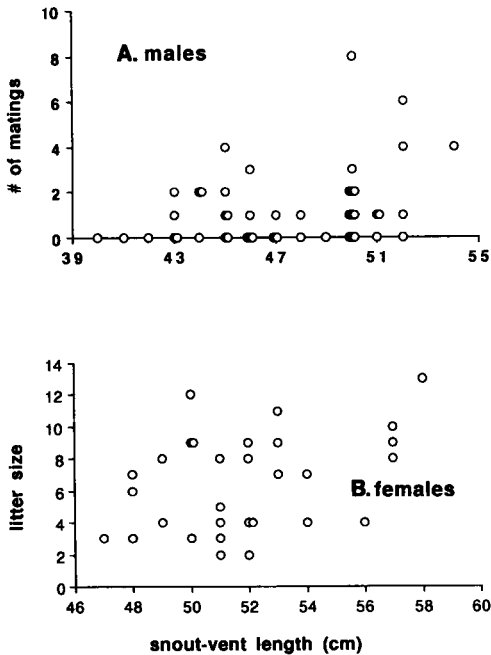 A. males
# of matings
10
8
6
4
2
0
39 43 47 51 55
B. females
litter size
14
12
10
8
6
4
2
0
46 48 50 52 54 56 58 60
snout-vent length (cm)